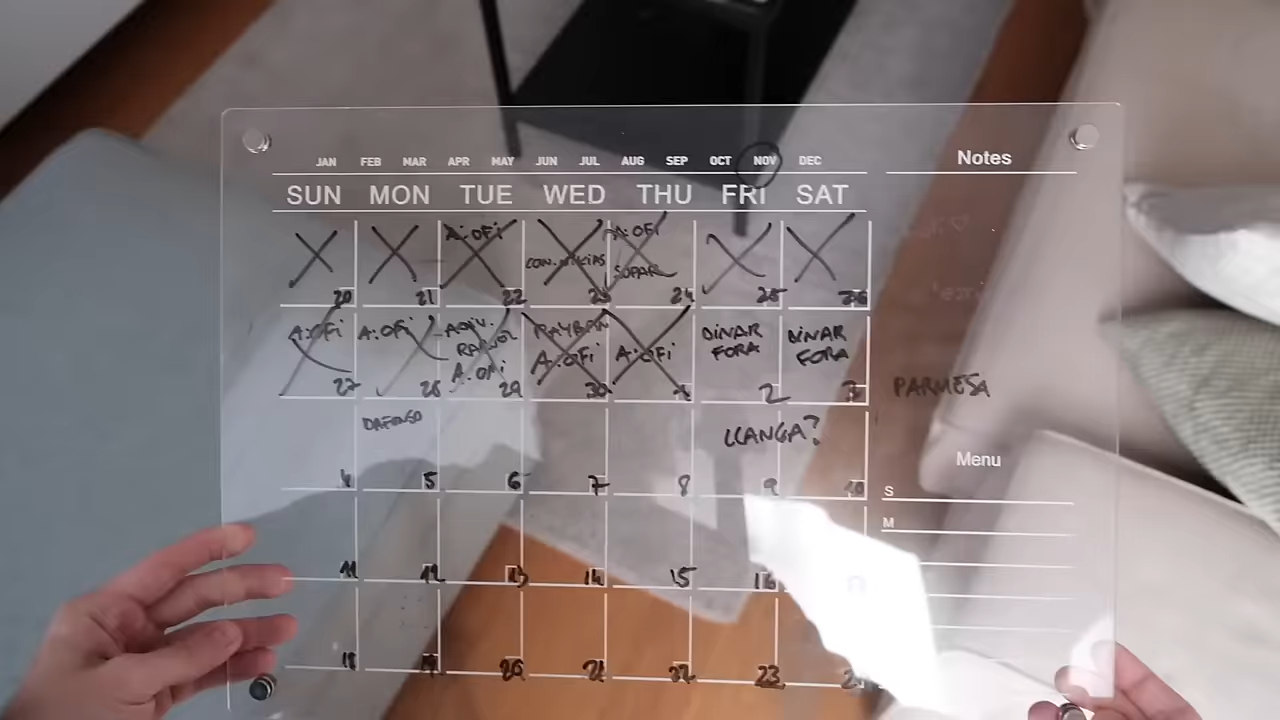 JAN FEB MAR APR MAY JUN JUL AUG SEP OCT NOV DEC
Notes
SUN MON TUE WED THU FRI SAT
A: OFI
A: OFI
SOPAR
20 21 22 23 24 25 26
A: OFI
A: OFI
A. OFI
RAYBAN
A: OFI
A: OFI
DINAR
FORA
DINAR
FORA
27 28 29 30 1 2 3
PARMESA
LLANGA?
4 5 6 7 8 9 10
Menu
S
M
11 12 13 14 15 16
18 19 20 21 22 23